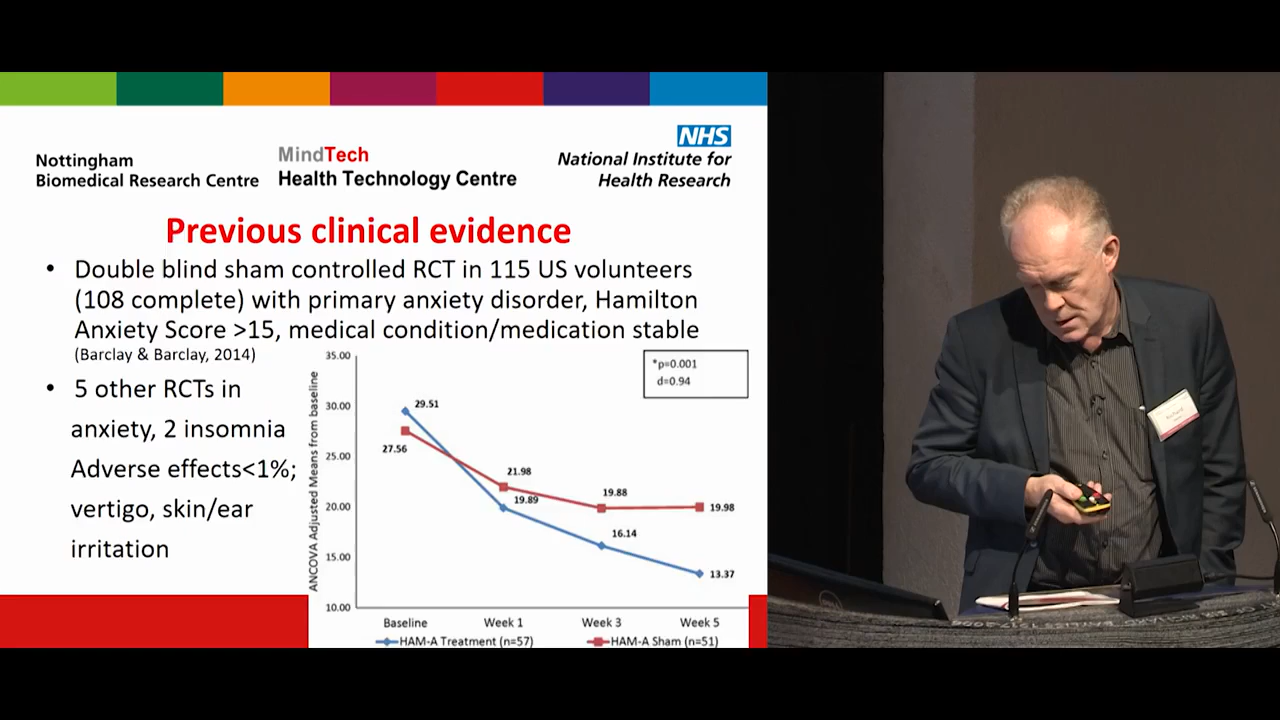 Nottingham
Biomedical Research Centre
MindTech
Health Technology Centre
NHS
National Institute for
Health Research
Previous clinical evidence
• Double blind sham controlled RCT in 115 US volunteers
(108 complete) with primary anxiety disorder, Hamilton
Anxiety Score >15, medical condition/medication stable
(Barclay & Barclay, 2014)
• 5 other RCTs in
anxiety, 2 insomnia
Adverse effects<1%;
vertigo, skin/ear
irritation
ANCOVA Adjusted Means from baseline
35.00
30.00
25.00
20.00
15.00
10.00
*p=0.001
d=0.94
29.51
27.56
21.98
19.89
19.88
16.14
19.98
13.37
Baseline Week 1 Week 3 Week 5
HAM-A Treatment (n=57) HAM-A Sham (n=51)